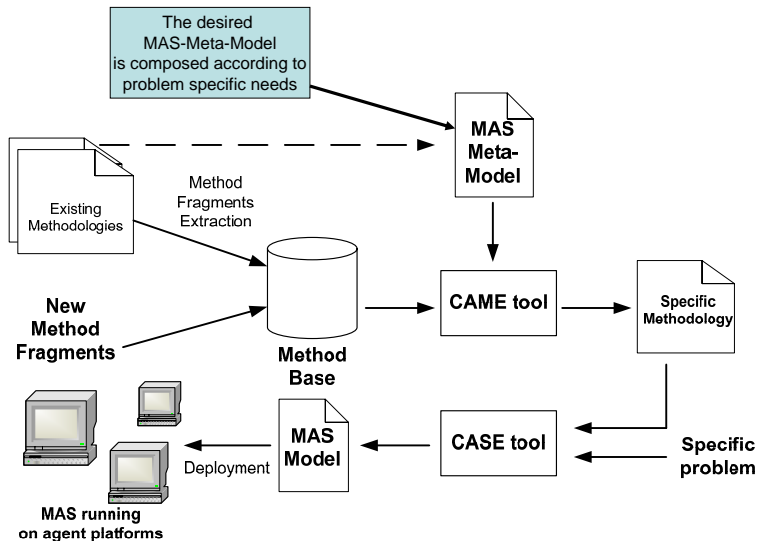 The desired
MAS-Meta-Model
is composed according to
problem specific needs
MAS
Meta-
Model
Existing
Methodologies
Method
Fragments
Extraction
New
Method
Fragments
Method
Base
CAME tool
Specific
Methodology
CASE tool
Specific
problem
MAS
Model
Deployment
MAS running
on agent platforms